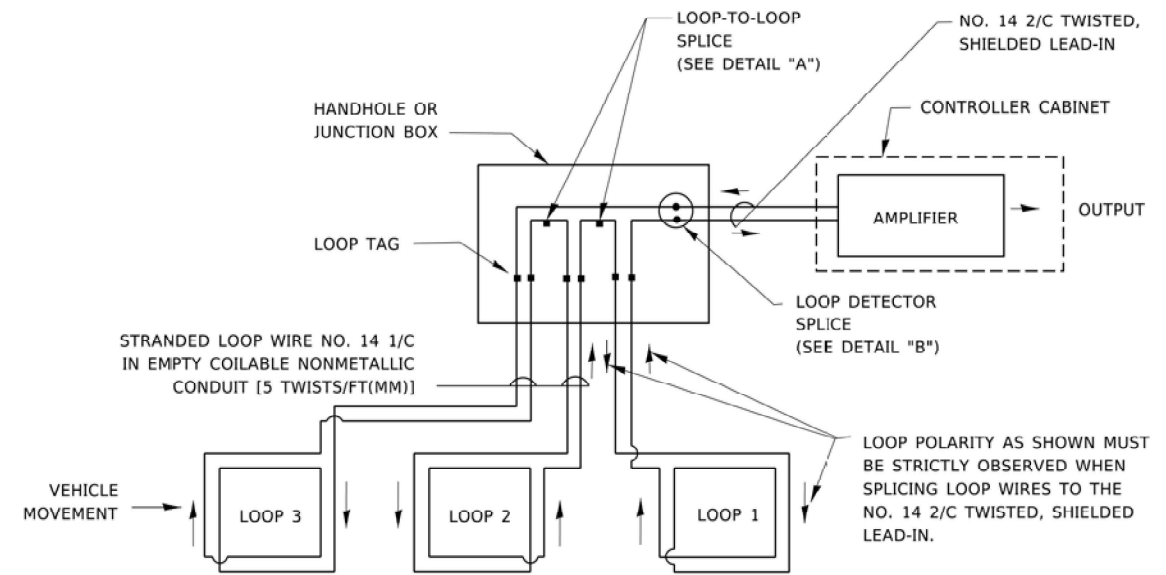 LOOP-TO-LOOP
SPLICE
(SEE DETAIL "A")
NO. 14 2/C TWISTED,
SHIELDED LEAD-IN
HANDHOLE OR
JUNCTION BOX
CONTROLLER CABINET
AMPLIFIER
OUTPUT
LOOP TAG
LOOP DETECTOR
SPLICE
(SEE DETAIL "B")
STRANDED LOOP WIRE NO. 14 1/C
IN EMPTY COILABLE NONMETALLIC
CONDUIT [5 TWISTS/FT(MM)]
LOOP POLARITY AS SHOWN MUST
BE STRICTLY OBSERVED WHEN
SPLICING LOOP WIRES TO THE
NO. 14 2/C TWISTED, SHIELDED
LEAD-IN.
VEHICLE
MOVEMENT
LOOP 3
LOOP 2
LOOP 1